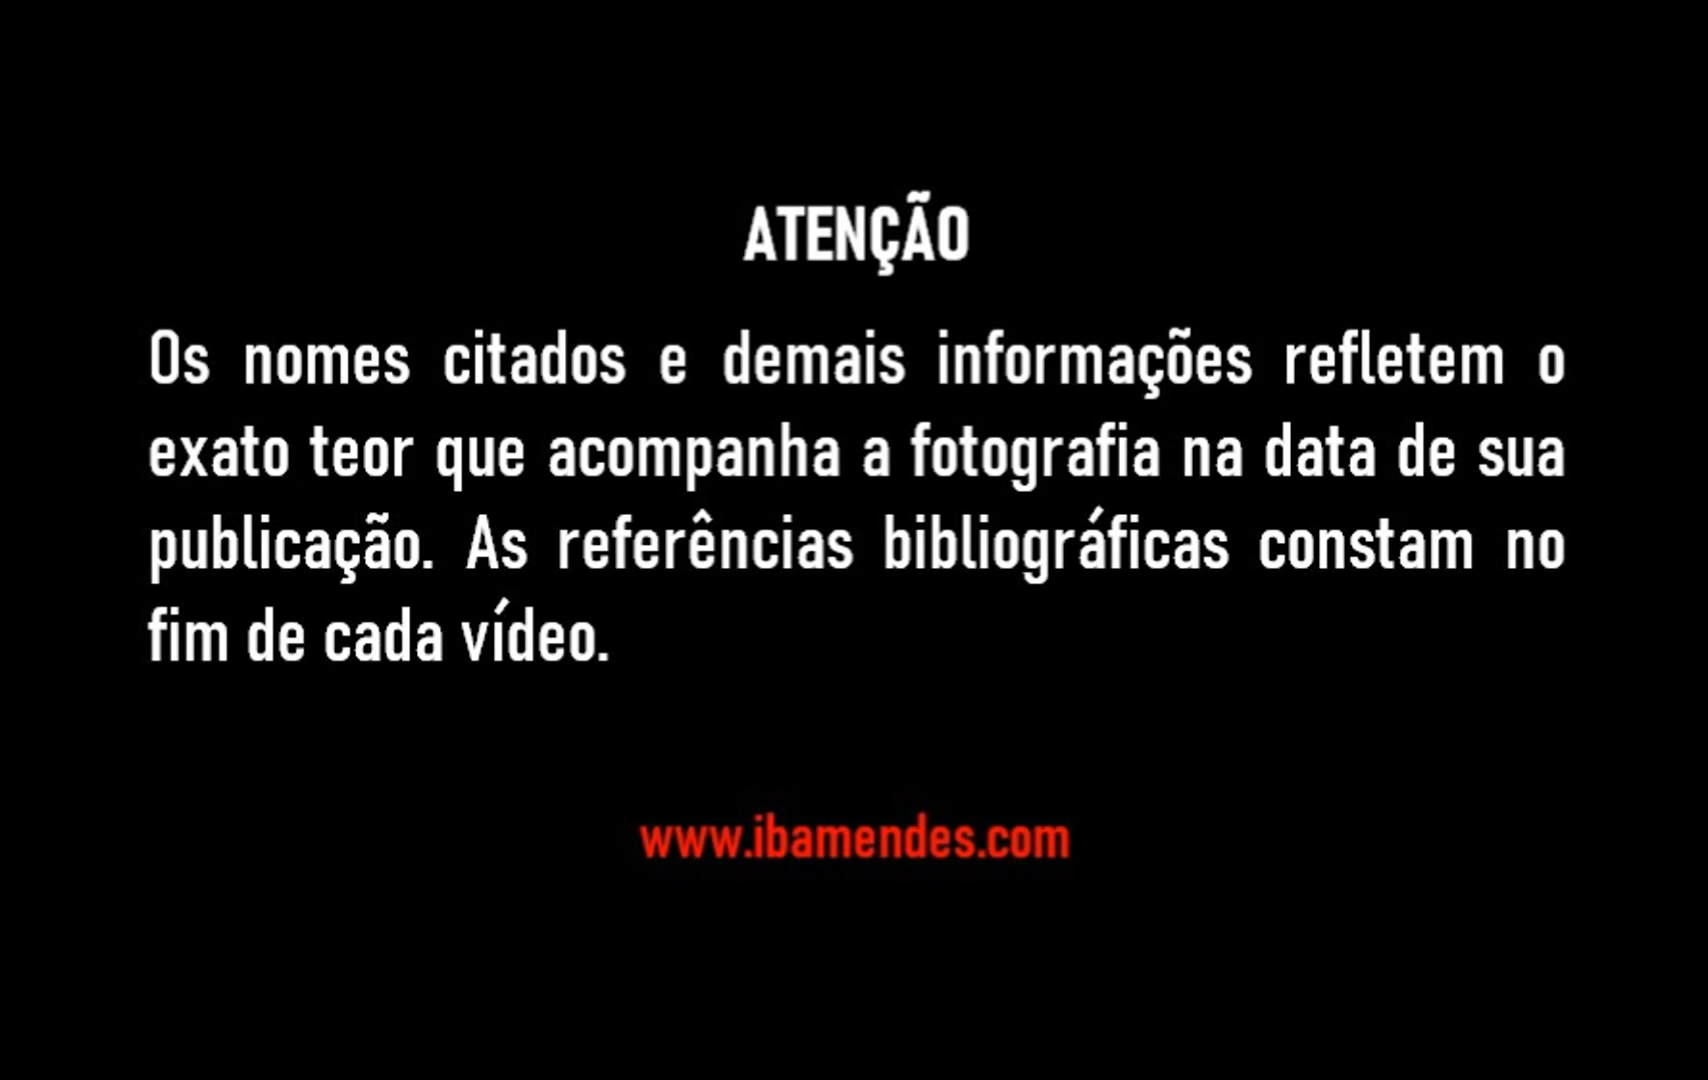 ATENÇÃO
Os nomes citados e demais informações refletem o
exato teor que acompanha a fotografia na data de sua
publicação. As referências bibliográficas constam no
fim de cada vídeo.
www.ibamendes.com